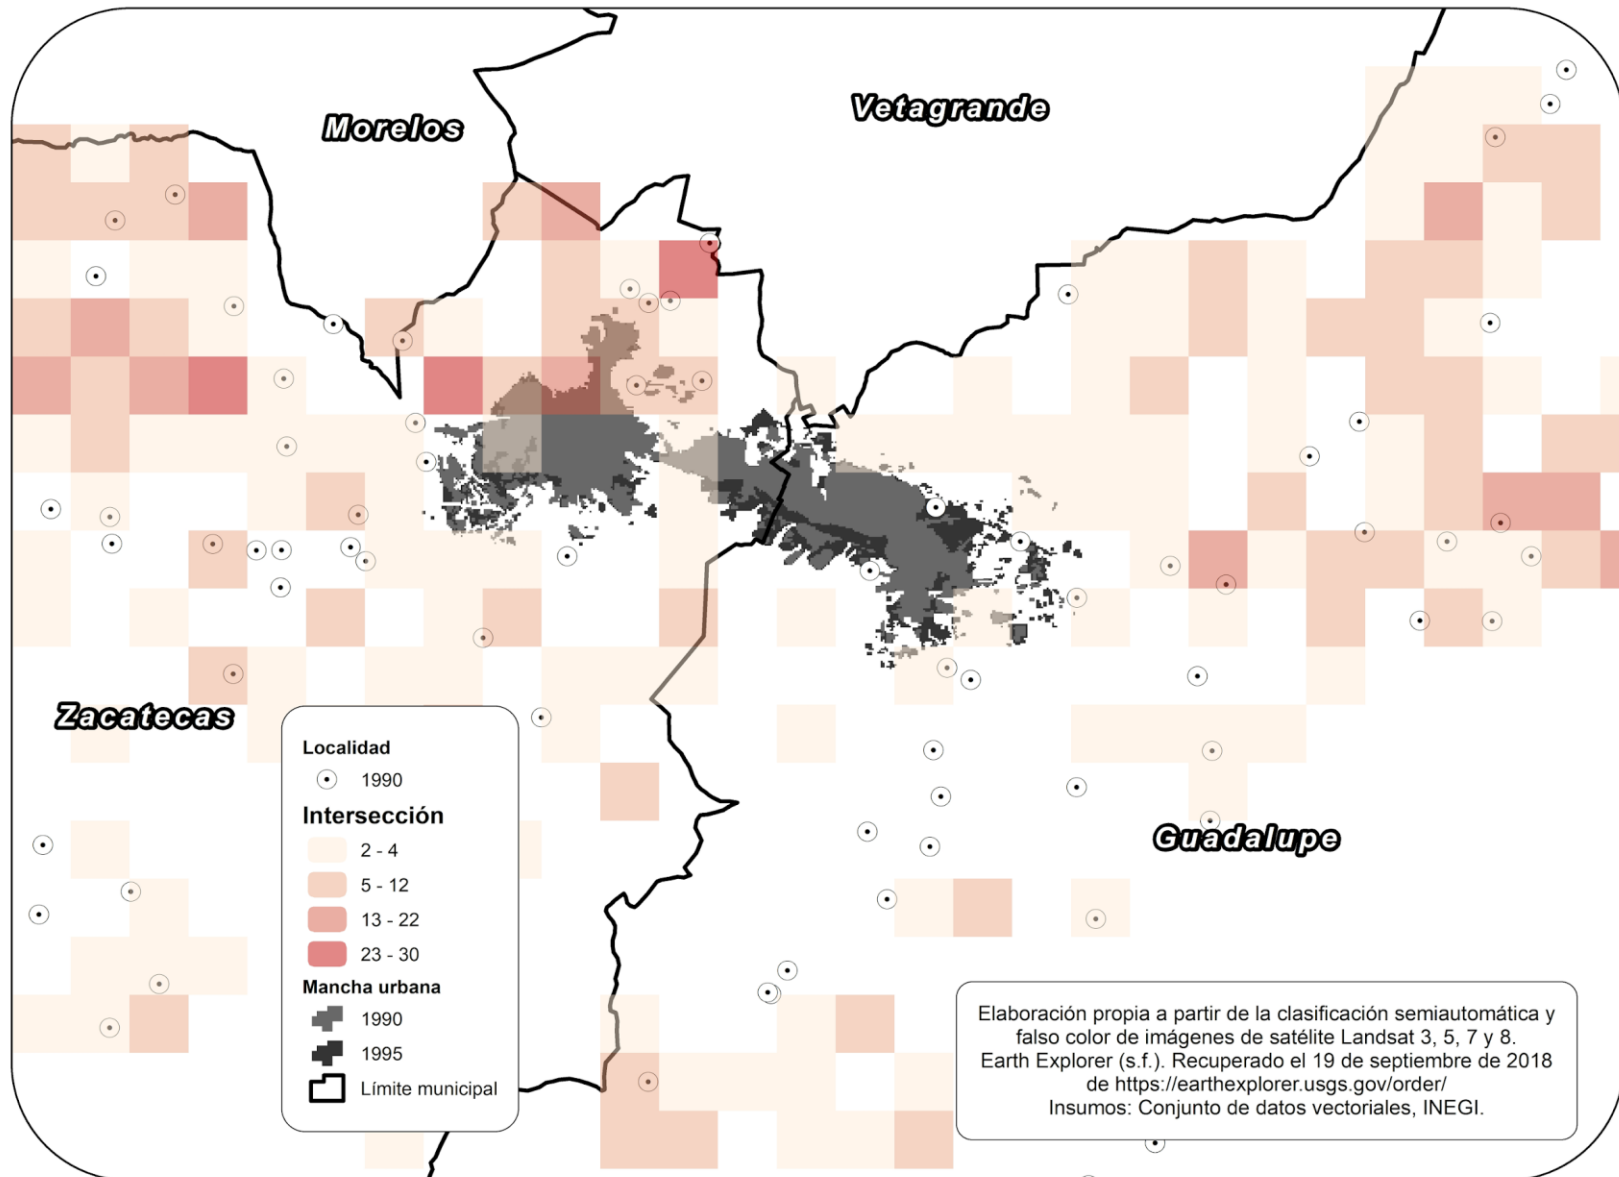 Morelos
Vetagrande
Zacatecas
Guadalupe
Localidad
1990
Intersección
2 - 4
5 - 12
13 - 22
23 - 30
Mancha urbana
1990
1995
Límite municipal
Elaboración propia a partir de la clasificación semiautomática y
falso color de imágenes de satélite Landsat 3, 5, 7 y 8.
Earth Explorer (s.f.). Recuperado el 19 de septiembre de 2018
de https://earthexplorer.usgs.gov/order/
Insumos: Conjunto de datos vectoriales, INEGI.